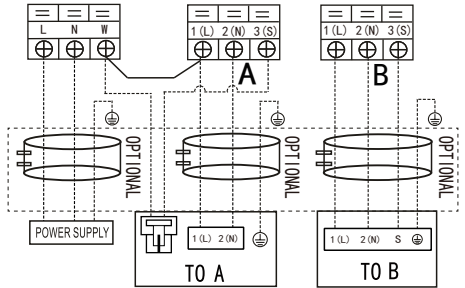 L N W
1(L) 2(N) 3(S)
1(L) 2(N) 3(S)
A
B
OPTIONAL
OPTIONAL
OPTIONAL
POWER SUPPLY
1(L) 2(N)
1(L) 2(N) S
TO A
TO B